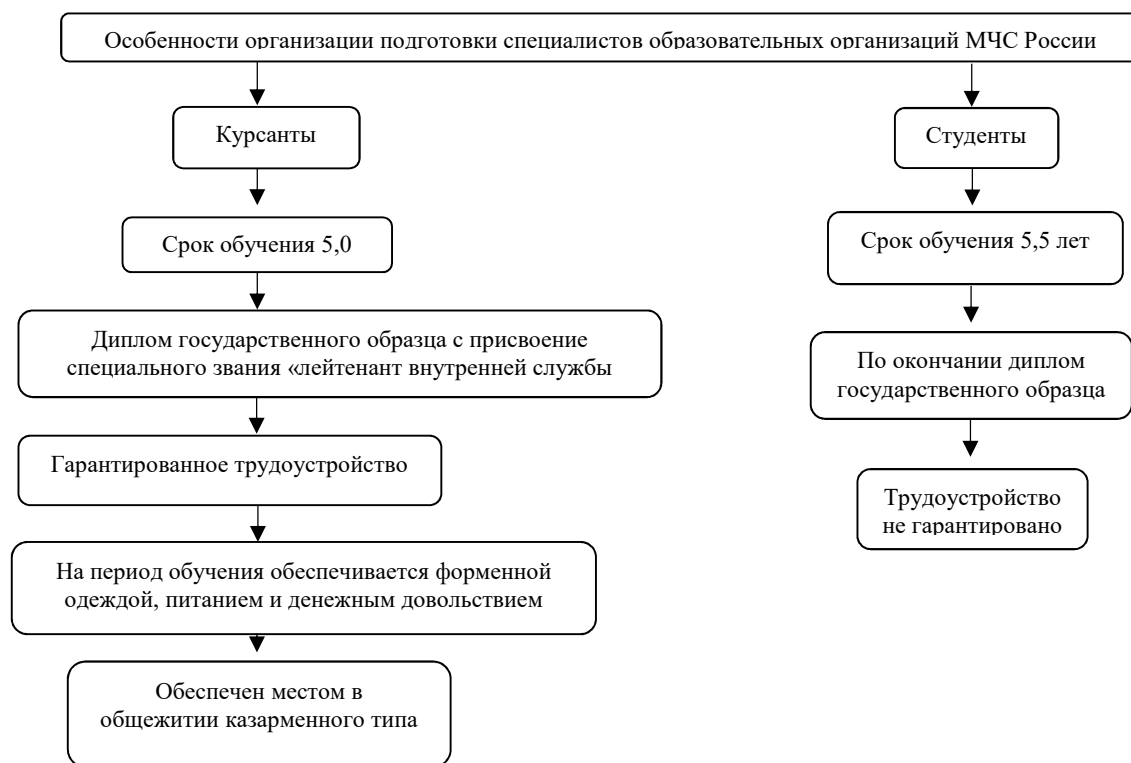 Особенности организации подготовки специалистов образовательных организаций МЧС России
Курсанты
Студенты
Срок обучения 5,0
Срок обучения 5,5 лет
Диплом государственного образца с присвоение
специального звания «лейтенант внутренней службы
По окончании диплом
государственного образца
Гарантированное трудоустройство
Трудоустройство
не гарантировано
На период обучения обеспечивается форменной
одеждой, питанием и денежным довольствием
Обеспечен местом в
общежитии казарменного типа